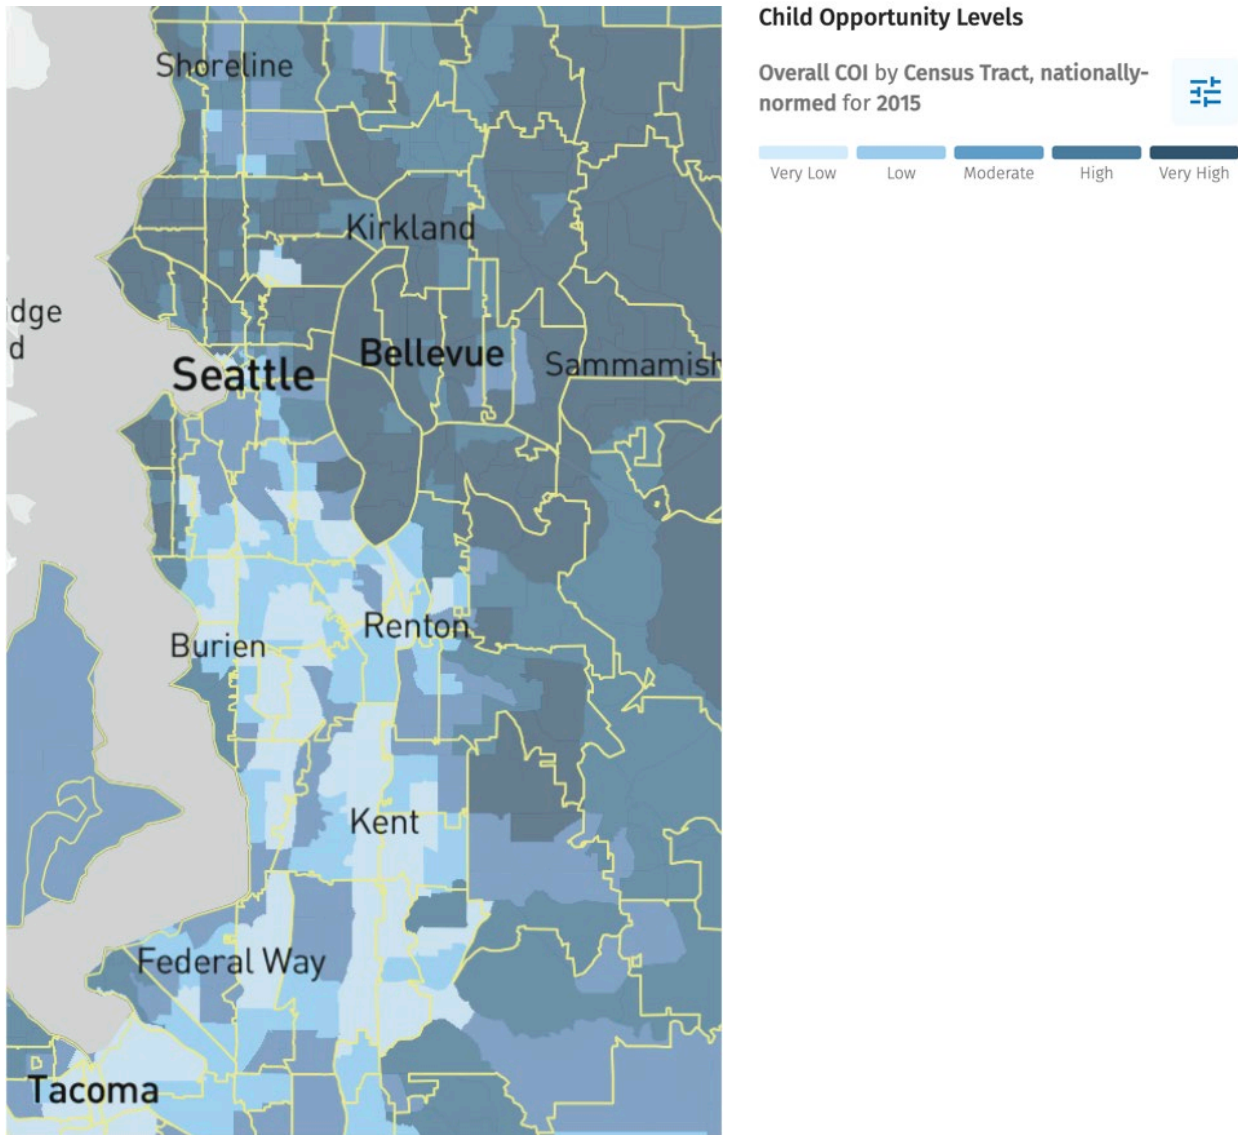 Child Opportunity Levels
Overall COI by Census Tract, nationally-
normed for 2015
Very Low
Low
Moderate
High
Very High
Shoreline
Kirkland
idge
d
Bellevue
Seattle
Sammamish
Renton
Burien
Kent
Federal Way
Tacoma